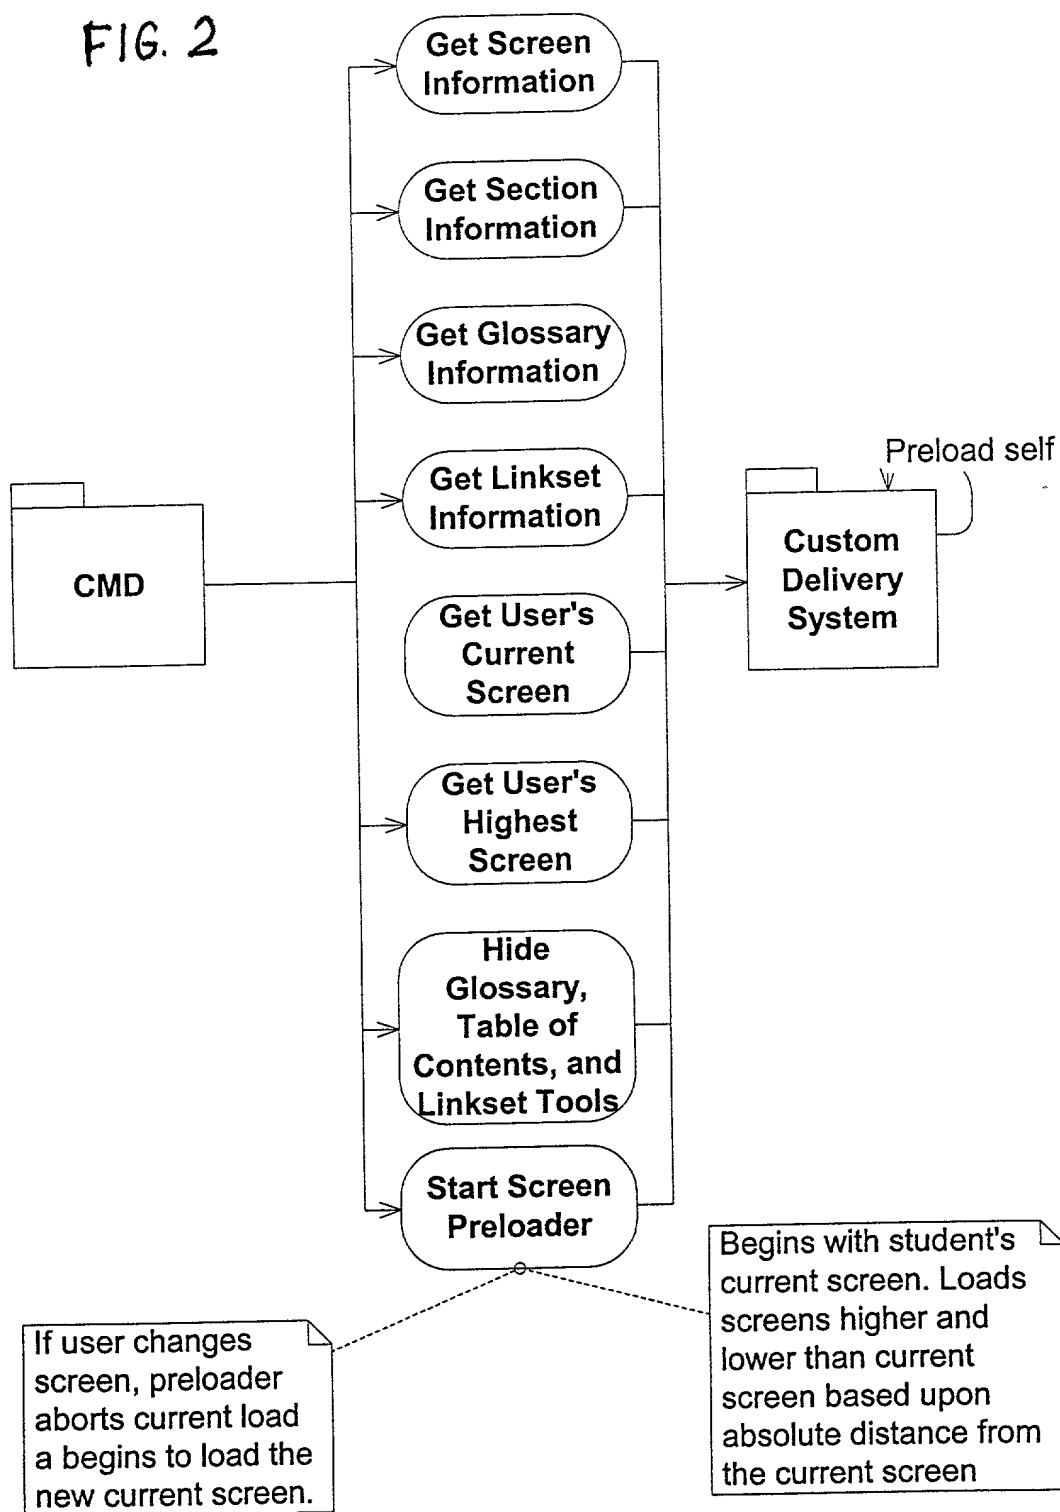 FIG. 2
Get Screen
Information
Get Section
Information
Get Glossary
Information
Get Linkset
Information
Preload self
CMD
Custom
Delivery
System
Get User's
Current
Screen
Get User's
Highest
Screen
Hide
Glossary,
Table of
Contents, and
Linkset Tools
Start Screen
Preloader
Begins with student's
current screen. Loads
screens higher and
lower than current
screen based upon
absolute distance from
the current screen
If user changes
screen, preloader
aborts current load
a begins to load the
new current screen.